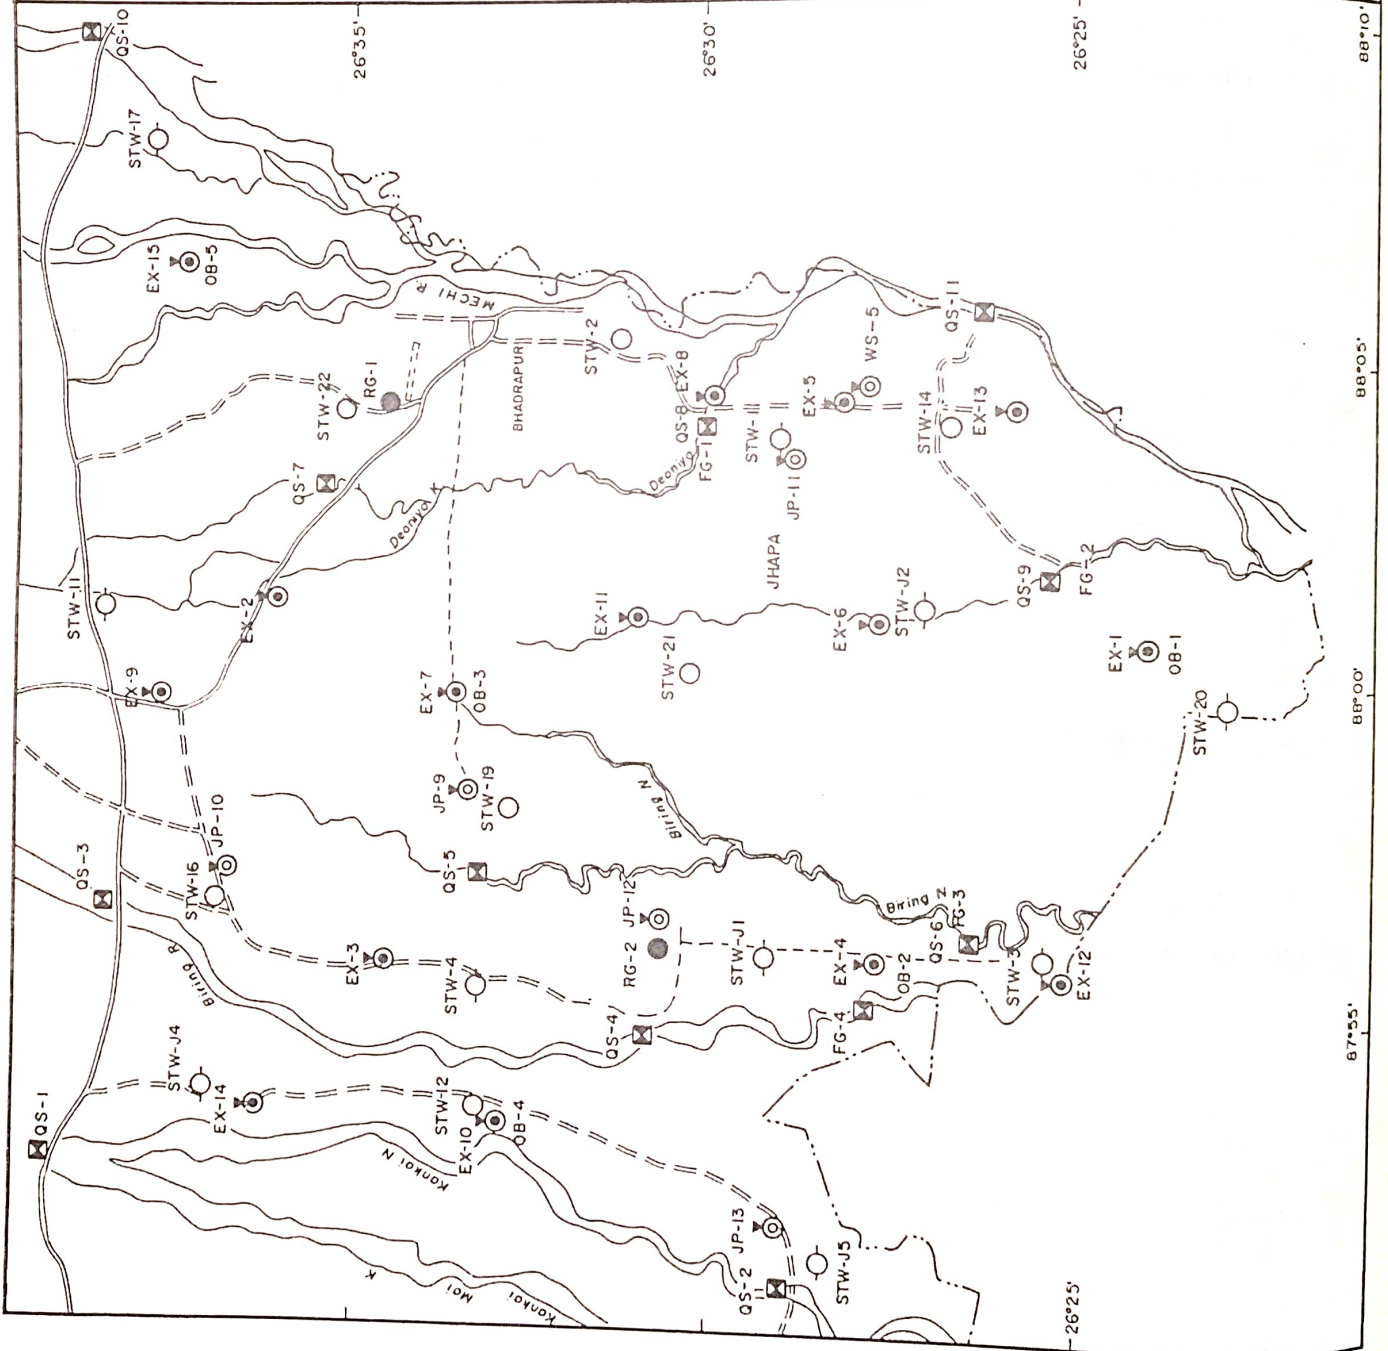 QS-10
26°35'
26°30'
26°25'
88°10'
STW-17
EX-15
OB-5
MECHI R.
QS-11
STW-2
WS-5
88°05'
RG-1
STW-22
BHADRAPUR
EX-8
QS-8
FG-1
EX-5
STW-14
EX-13
JP-11
QS-7
Deoniya K
Deoniya
JHAPA
STW-11
EX-2
EX-11
EX-6
STW-J2
QS-9
FG-2
EX-9
EX-7
OB-3
STW-21
EX-1
OB-1
STW-20
88°00'
JP-9
STW-19
Biring N
JP-10
STW-16
QS-3
QS-5
JP-12
RG-2
STW-J1
Biring N
FG-3
QS-6
EX-3
STW-4
Biring R
EX-4
OB-2
STW-3
EX-12
QS-4
FG-4
87°55'
STW-J4
EX-14
STW-12
EX-10
OB-4
QS-1
Kankai N
JP-13
STW-J5
QS-2
Mai K
Kankai
26°25'